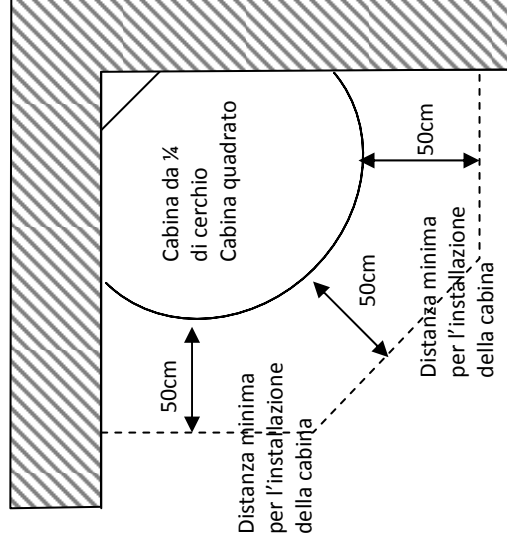 Cabina da ¼
di cerchio
Cabina quadrato
50cm
50cm
50cm
Distanza minima
per l’installazione
della cabina
Distanza minima
per l’installazione
della cabina